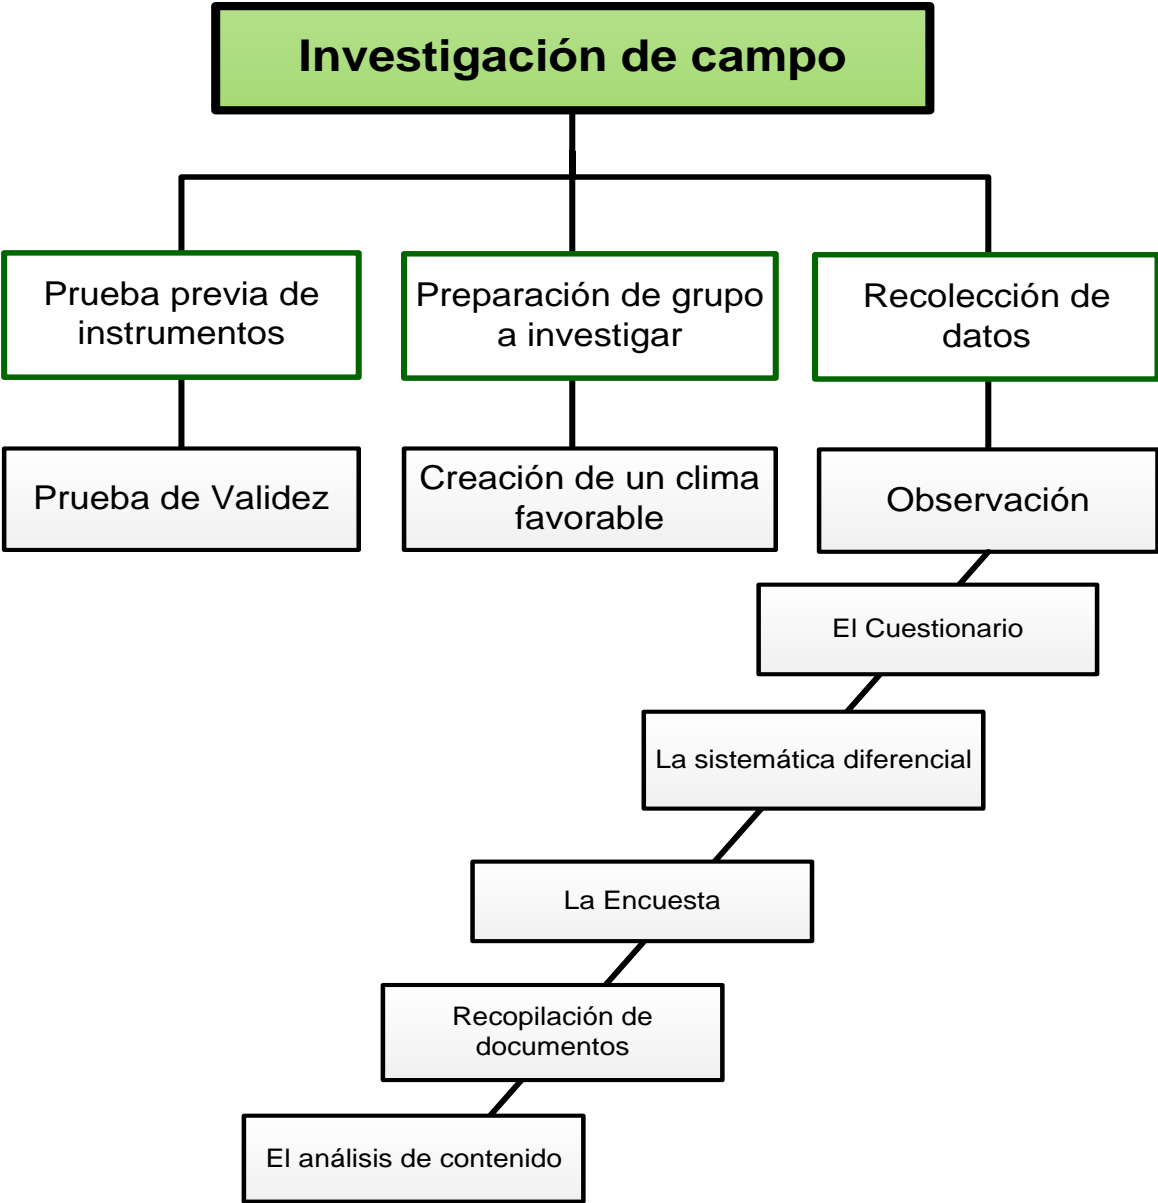 Investigación de campo
Prueba previa de
instrumentos
Preparación de grupo
a investigar
Recolección de
datos
Prueba de Validez
Creación de un clima
favorable
Observación
El Cuestionario
La sistemática diferencial
La Encuesta
Recopilación de
documentos
El análisis de contenido